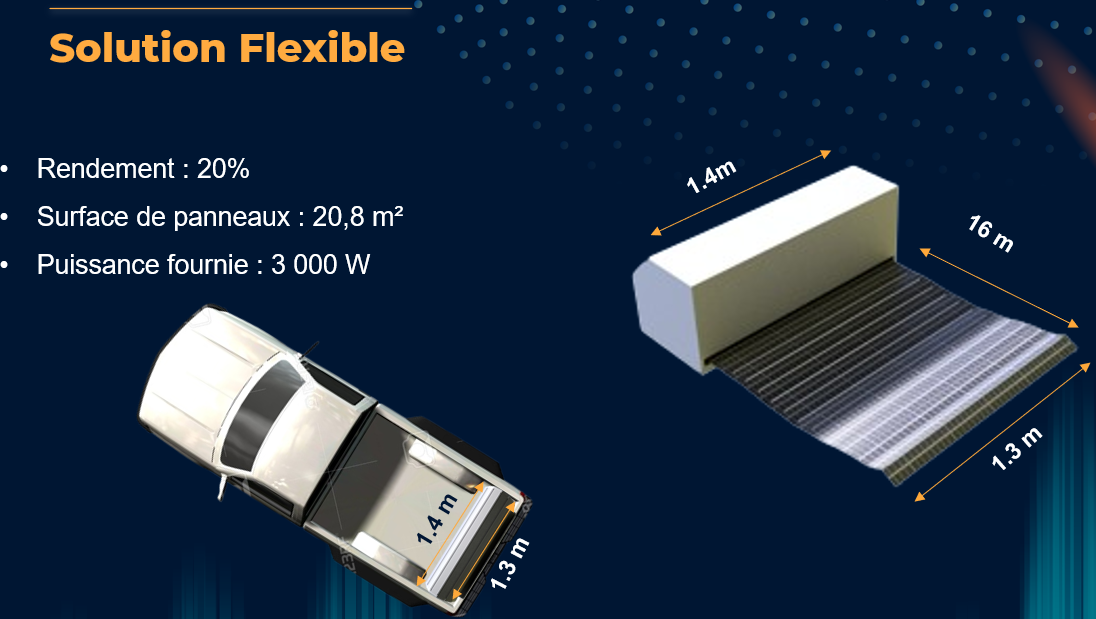 Solution Flexible
• Rendement : 20%
• Surface de panneaux : 20,8 m²
• Puissance fournie : 3 000 W
1.4m
16 m
1.3 m
1.4 m
1.3 m